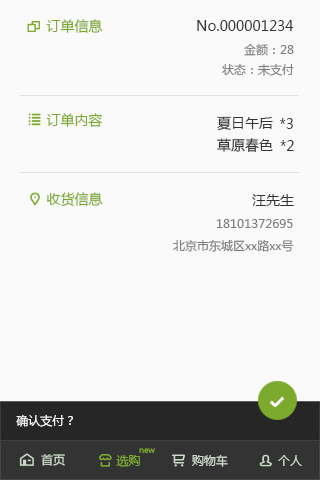 订单信息 No.000001234
金额：28
状态：未支付
订单内容 夏日午后 *3
草原春色 *2
收货信息 汪先生
18101372695
北京市东城区xx路xx号
确认支付？
首页 选购 new 购物车 个人